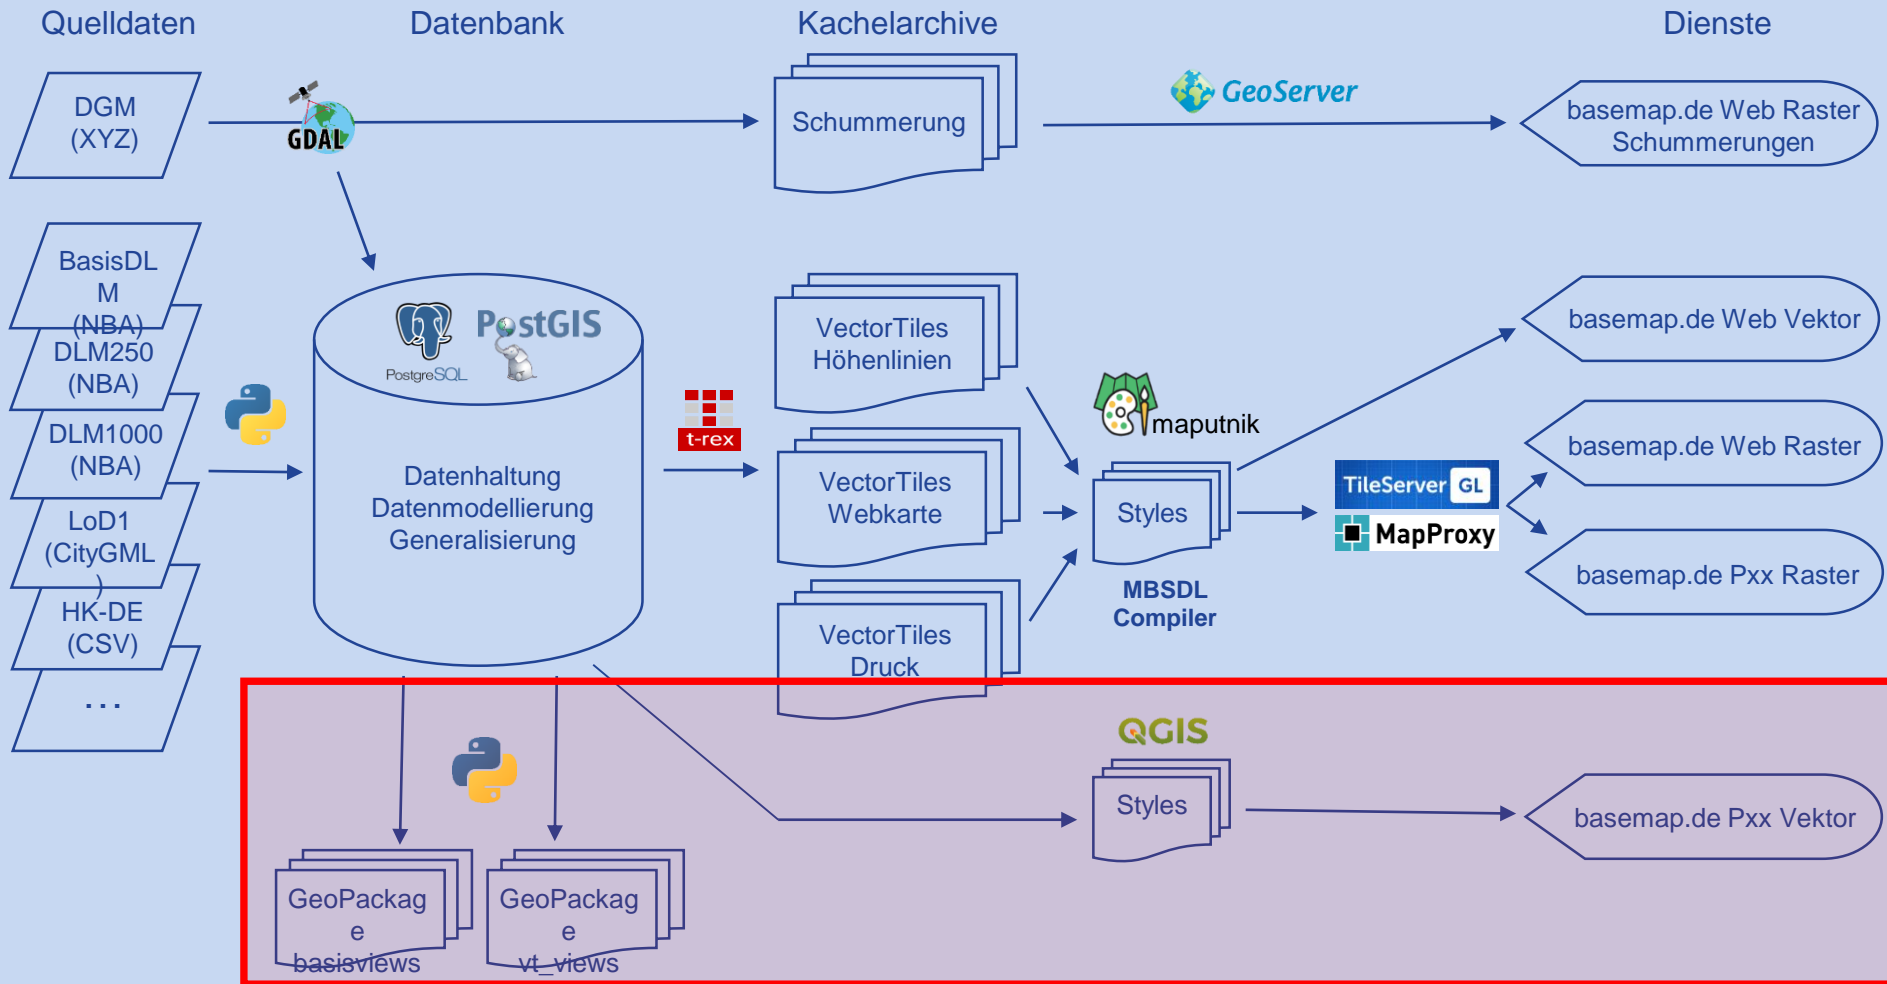 Quelldaten
Datenbank
Kachelarchive
Dienste
DGM
(XYZ)
GDAL
Schummerung
GeoServer
basemap.de Web Raster
Schummerungen
BasisDL
M
(NBA)
DLM250
(NBA)
DLM1000
(NBA)
LoD1
(CityGML
)
HK-DE
(CSV)
...
PostgreSQL
PostGIS
Datenhaltung
Datenmodellierung
Generalisierung
t-rex
VectorTiles
Höhenlinien
VectorTiles
Webkarte
VectorTiles
Druck
maputnik
Styles
MBSDL
Compiler
TileServer GL
MapProxy
basemap.de Web Vektor
basemap.de Web Raster
basemap.de Pxx Raster
GeoPackag
e
basisviews
GeoPackag
e
vt_views
QGIS
Styles
basemap.de Pxx Vektor